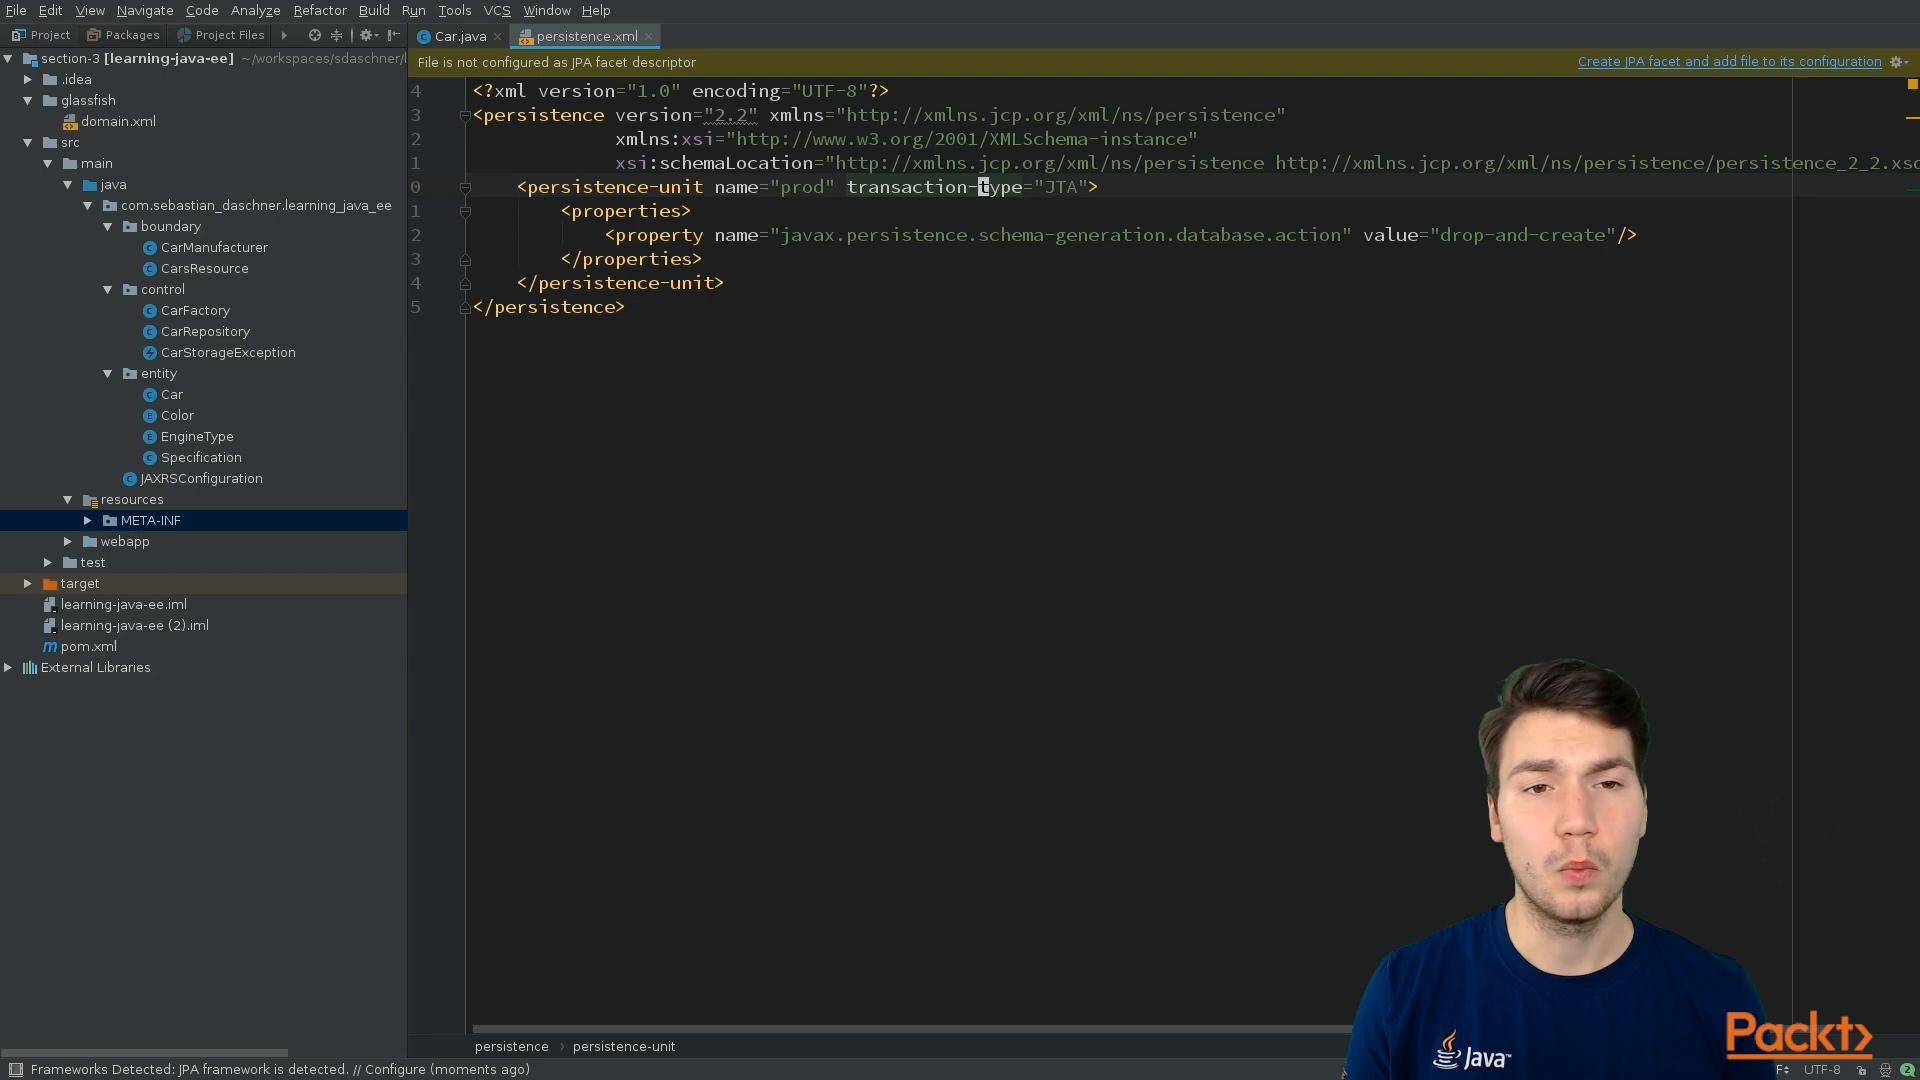 File Edit View Navigate Code Analyze Refactor Build Run Tools VCS Window Help
Project Packages Project Files
Car.java persistence.xml
section-3 [learning-java-ee] ~/workspaces/sdaschner/l
File is not configured as JPA facet descriptor
Create JPA facet and add file to its configuration
.idea
glassfish
domain.xml
src
main
java
com.sebastian_daschner.learning_java_ee
boundary
CarManufacturer
CarsResource
control
CarFactory
CarRepository
CarStorageException
entity
Car
Color
EngineType
Specification
JAXRSConfiguration
resources
META-INF
webapp
test
target
learning-java-ee.iml
learning-java-ee (2).iml
pom.xml
External Libraries
4 <?xml version="1.0" encoding="UTF-8"?>
3 <persistence version="2.2" xmlns="http://xmlns.jcp.org/xml/ns/persistence"
2 xmlns:xsi="http://www.w3.org/2001/XMLSchema-instance"
1 xsi:schemaLocation="http://xmlns.jcp.org/xml/ns/persistence http://xmlns.jcp.org/xml/ns/persistence/persistence_2_2.xsd
0 <persistence-unit name="prod" transaction-type="JTA">
1 <properties>
2 <property name="javax.persistence.schema-generation.database.action" value="drop-and-create"/>
3 </properties>
4 </persistence-unit>
5 </persistence>
persistence › persistence-unit
Java™
Packt>
Frameworks Detected: JPA framework is detected. // Configure (moments ago)
UTF-8
2